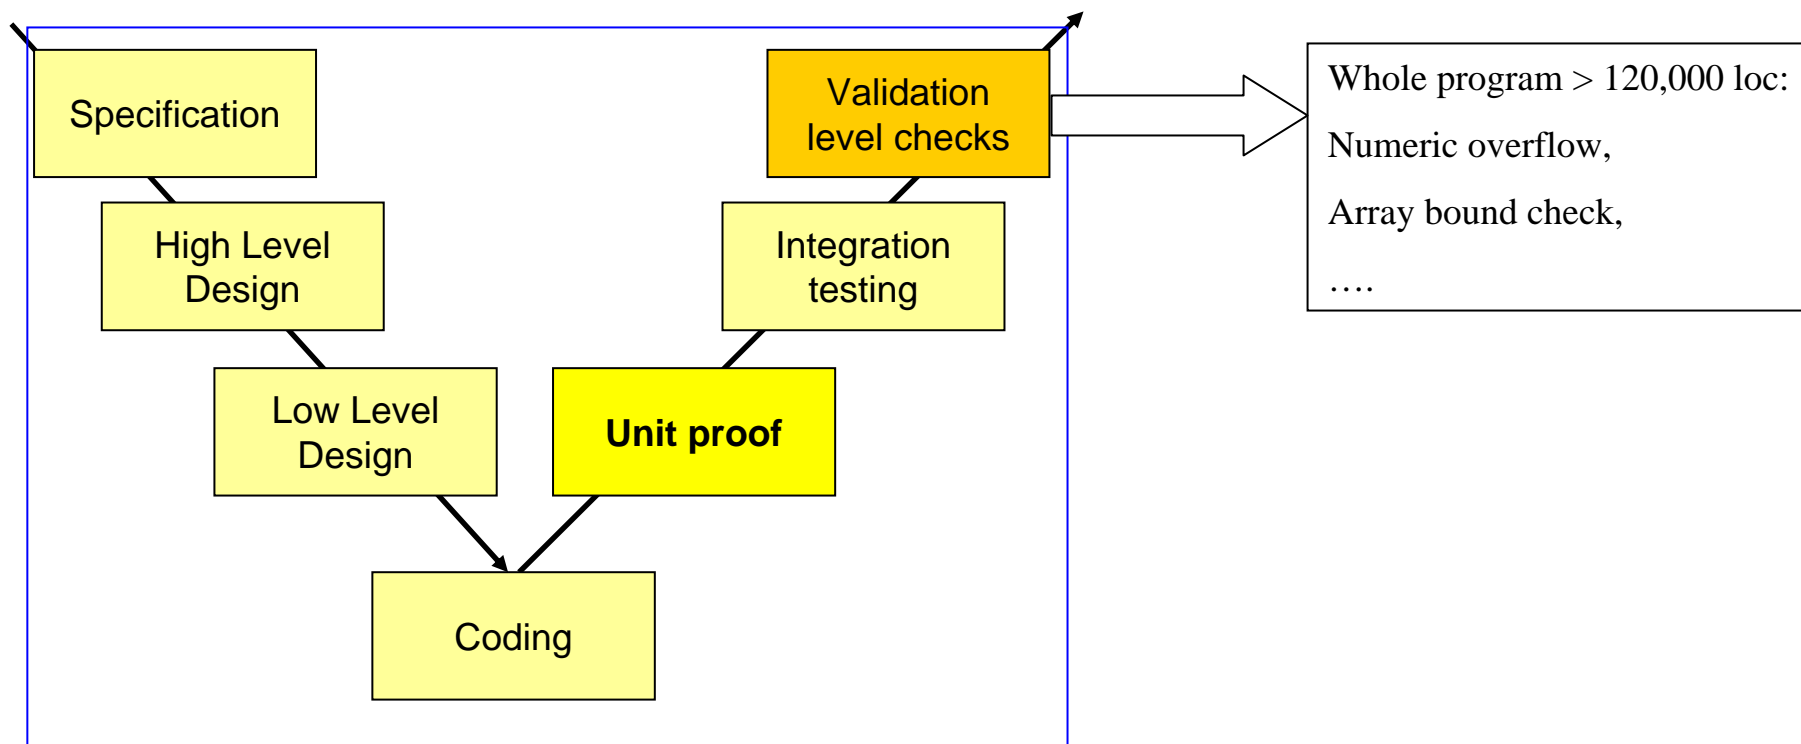 Specification
High Level
Design
Low Level
Design
Coding
Unit proof
Integration
testing
Validation
level checks
Whole program > 120,000 loc:
Numeric overflow,
Array bound check,
….